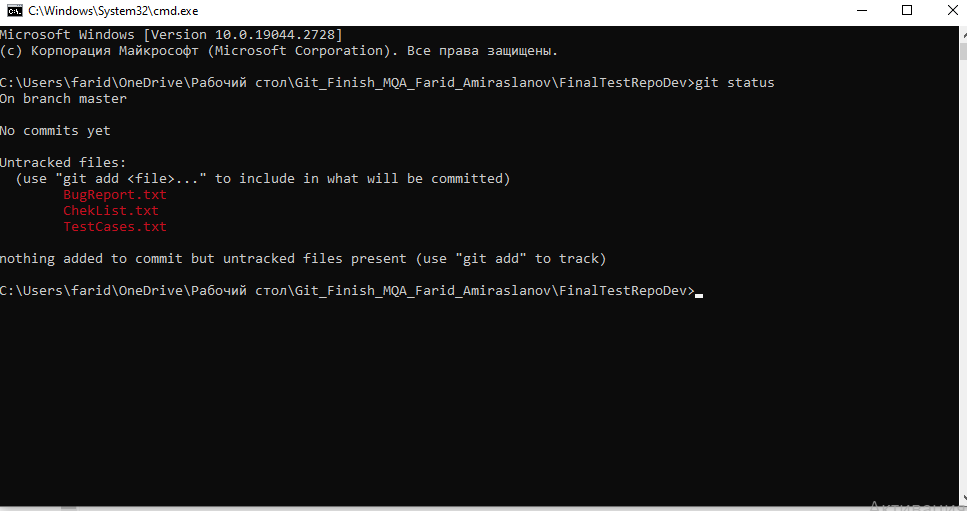 C:\Windows\System32\cmd.exe
Microsoft Windows [Version 10.0.19044.2728]
(c) Корпорация Майкрософт (Microsoft Corporation). Все права защищены.
C:\Users\farid\OneDrive\Рабочий стол\Git_Finish_MQA_Farid_Amiraslanov\FinalTestRepoDev>git status
On branch master
No commits yet
Untracked files:
(use "git add <file>..." to include in what will be committed)
BugReport.txt
ChekList.txt
TestCases.txt
nothing added to commit but untracked files present (use "git add" to track)
C:\Users\farid\OneDrive\Рабочий стол\Git_Finish_MQA_Farid_Amiraslanov\FinalTestRepoDev>